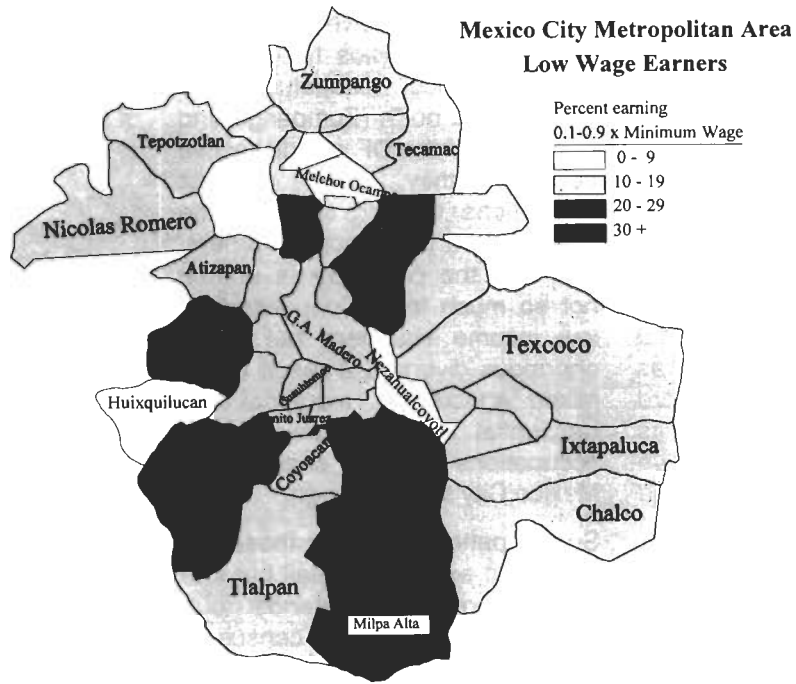 Mexico City Metropolitan Area
Low Wage Earners
Percent earning
0.1-0.9 x Minimum Wage
0 - 9
10 - 19
20 - 29
30 +
Zumpango
Tepotzotlan
Tecamac
Melchor Ocampo
Nicolas Romero
Atizapan
G.A. Madero
Texcoco
Nezahualcoyotl
Cuauhtemoc
Huixquilucan
nito Juarez
Ixtapaluca
Coyoacan
Chalco
Tlalpan
Milpa Alta